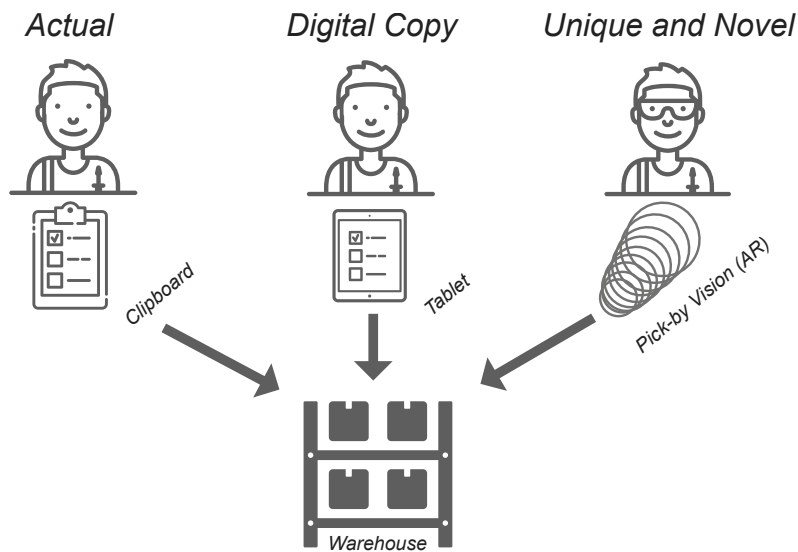 Actual
Digital Copy
Unique and Novel
Clipboard
Tablet
Pick-by Vision (AR)
Warehouse